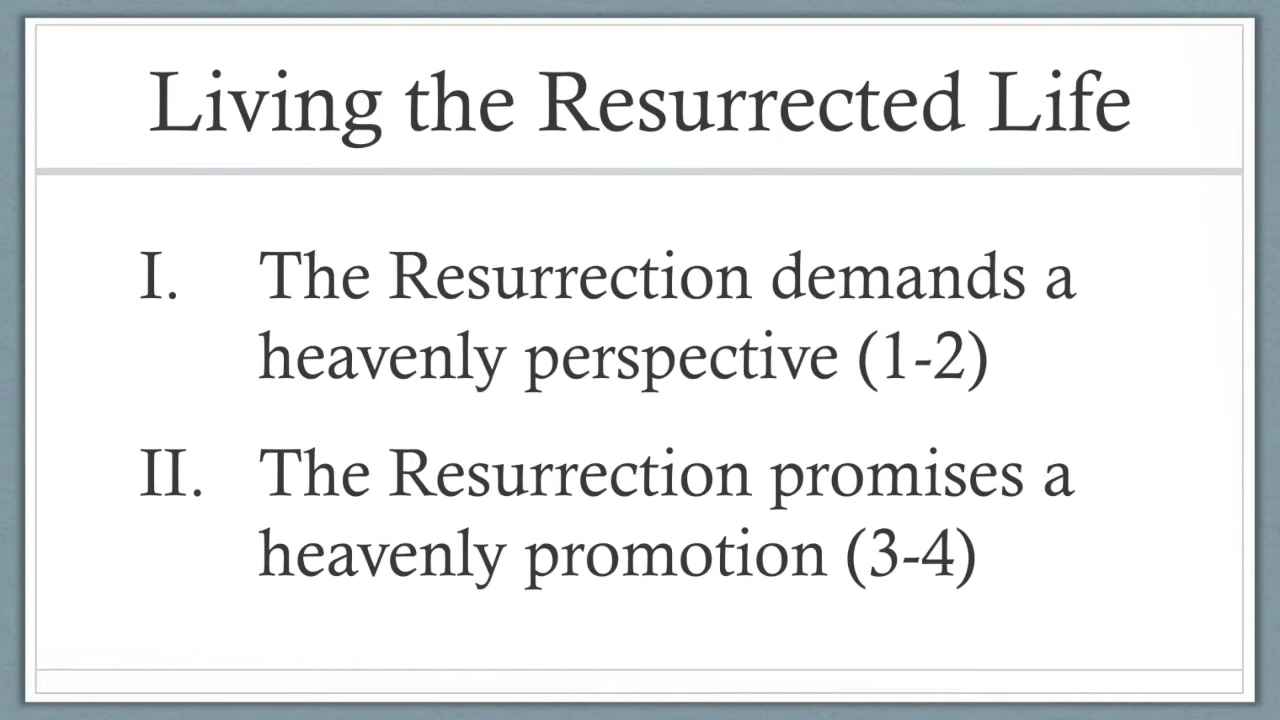 Living the Resurrected Life
I. The Resurrection demands a
heavenly perspective (1-2)
II. The Resurrection promises a
heavenly promotion (3-4)